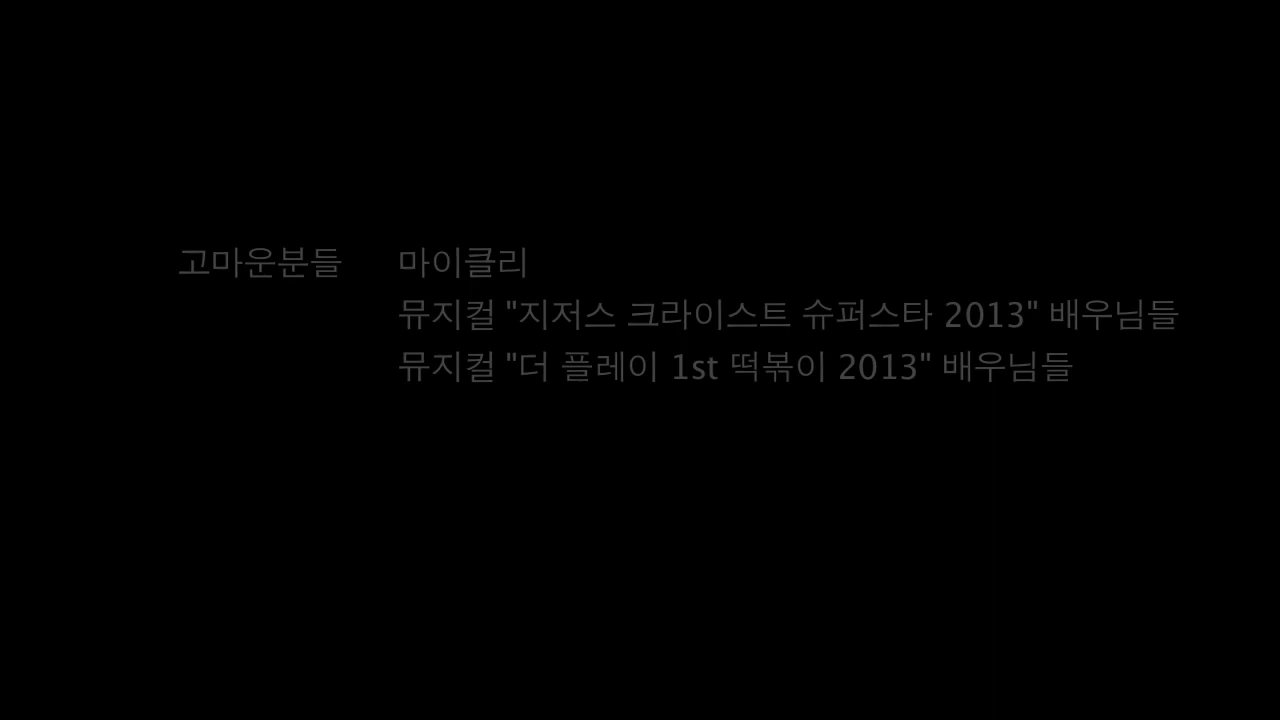 고마운분들 마이클리
뮤지컬 "지저스 크라이스트 슈퍼스타 2013" 배우님들
뮤지컬 "더 플레이 1st 떡볶이 2013" 배우님들